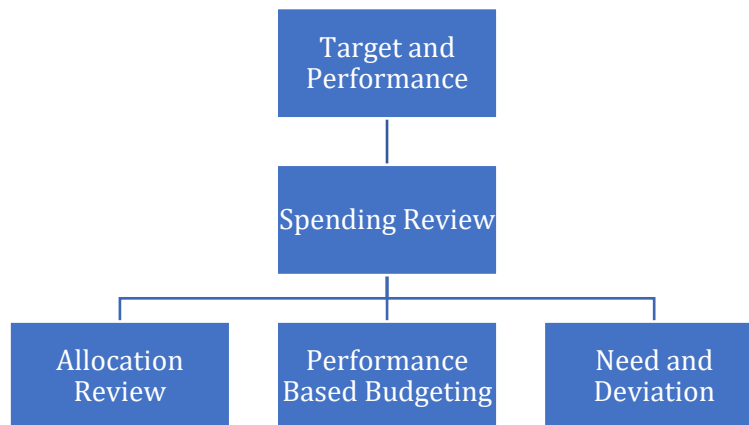 Target and
Performance
Spending Review
Allocation
Review
Performance
Based Budgeting
Need and
Deviation